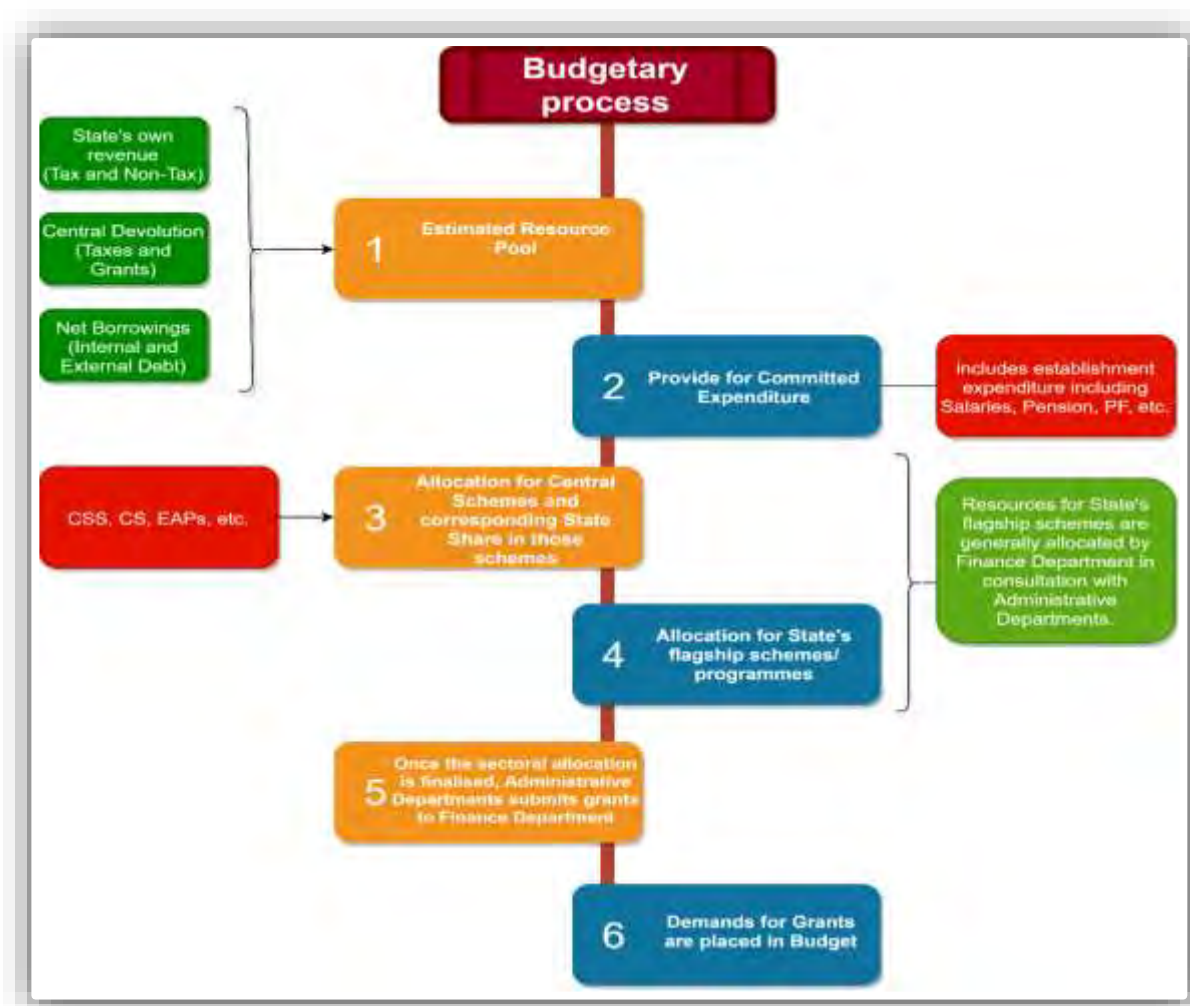 Budgetary
process
State's own
revenue
(Tax and Non-Tax)
Central Devolution
(Taxes and
Grants)
Net Borrowings
(Internal and
External Debt)
1
Estimated Resource
Pool
2
Provide for Committed
Expenditure
Includes establishment
expenditure including
Salaries, Pension, PF, etc.
CSS, CS, EAPs, etc.
3
Allocation for Central
Schemes and
corresponding State
Share in those
schemes
Resources for State's
flagship schemes are
generally allocated by
Finance Department in
consultation with
Administrative
Departments.
4
Allocation for State's
flagship schemes/
programmes
5
Once the sectoral allocation
is finalised, Administrative
Departments submits grants
to Finance Department
6
Demands for Grants
are placed in Budget